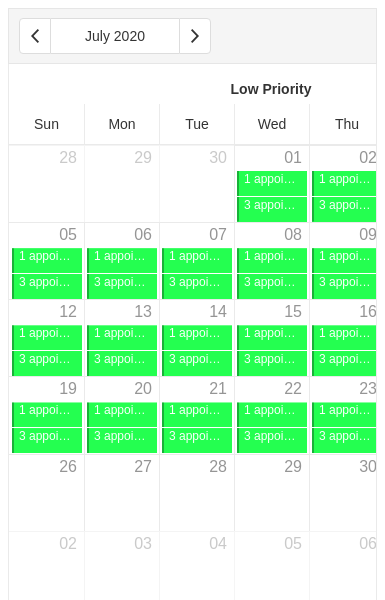 July 2020
Low Priority
Sun Mon Tue Wed Thu
28 29 30 01 02
1 appoi… 1 appoi…
3 appoi… 3 appoi…
05 06 07 08 09
1 appoi… 1 appoi… 1 appoi… 1 appoi… 1 appoi…
3 appoi… 3 appoi… 3 appoi… 3 appoi… 3 appoi…
12 13 14 15 16
1 appoi… 1 appoi… 1 appoi… 1 appoi… 1 appoi…
3 appoi… 3 appoi… 3 appoi… 3 appoi… 3 appoi…
19 20 21 22 23
1 appoi… 1 appoi… 1 appoi… 1 appoi… 1 appoi…
3 appoi… 3 appoi… 3 appoi… 3 appoi… 3 appoi…
26 27 28 29 30
02 03 04 05 06